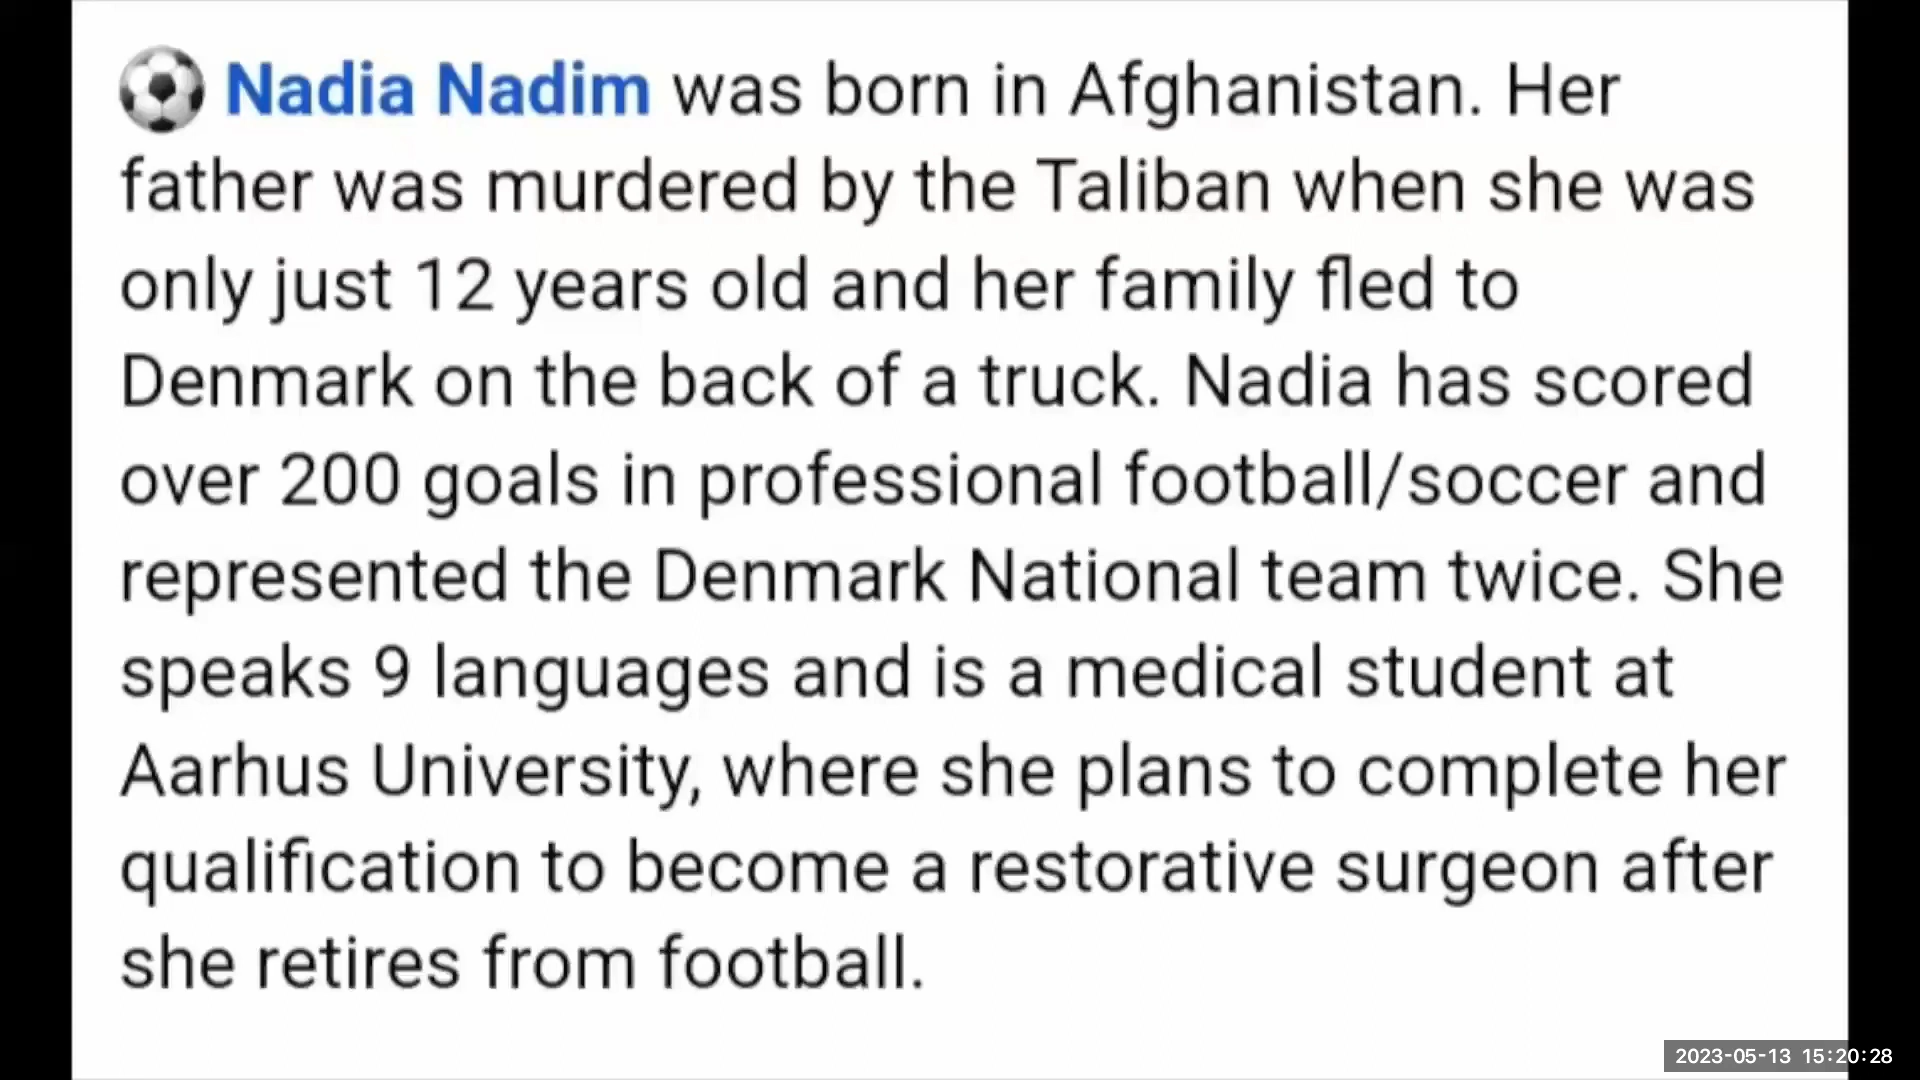 ⚽ Nadia Nadim was born in Afghanistan. Her
father was murdered by the Taliban when she was
only just 12 years old and her family fled to
Denmark on the back of a truck. Nadia has scored
over 200 goals in professional football/soccer and
represented the Denmark National team twice. She
speaks 9 languages and is a medical student at
Aarhus University, where she plans to complete her
qualification to become a restorative surgeon after
she retires from football.
2023-05-13 15:20:28